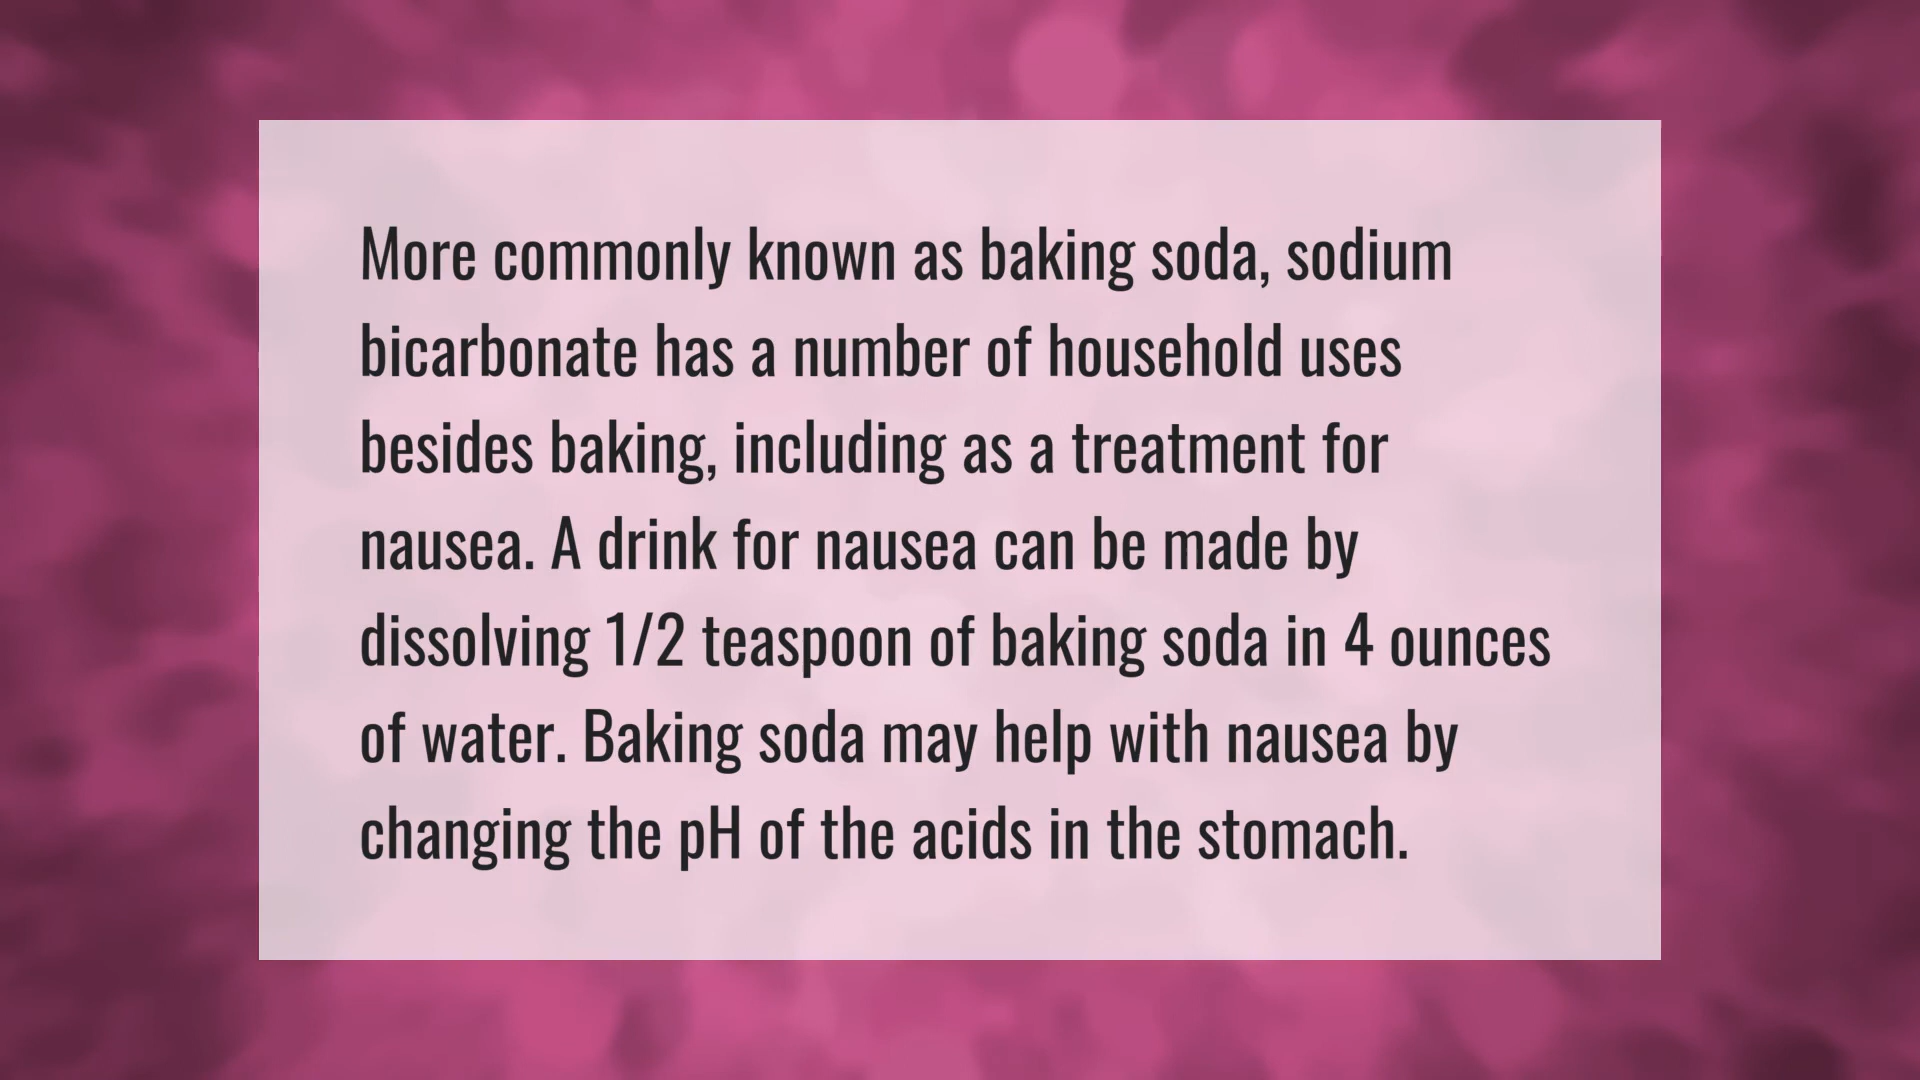 More commonly known as baking soda, sodium
bicarbonate has a number of household uses
besides baking, including as a treatment for
nausea. A drink for nausea can be made by
dissolving 1/2 teaspoon of baking soda in 4 ounces
of water. Baking soda may help with nausea by
changing the pH of the acids in the stomach.